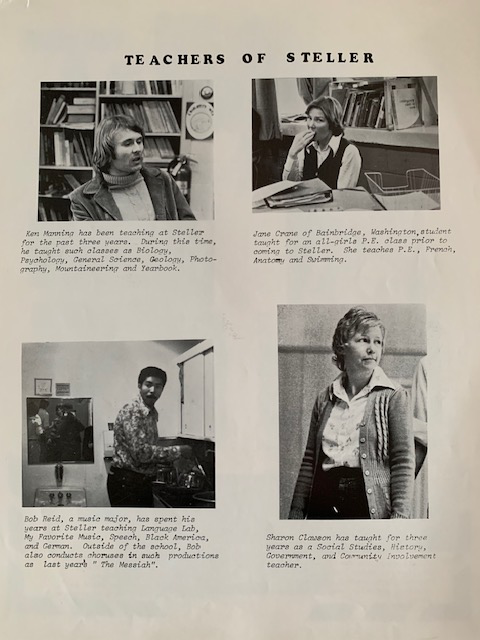 TEACHERS OF STELLER
Ken Manning has been teaching at Steller
for the past three years. During this time,
he taught such classes as Biology,
Psychology, General Science, Geology, Photo-
graphy, Mountaineering and Yearbook.
Jane Crane of Bainbridge, Washington,student
taught for an all-girls P.E. class prior to
coming to Steller. She teaches P.E., French,
Anatomy and Swimming.
Bob Reid, a music major, has spent his
years at Steller teaching Language Lab,
My Favorite Music, Speech, Black America,
and German. Outside of the school, Bob
also conducts choruses in such productions
as last years " The Messiah".
Sharon Clawson has taught for three
years as a Social Studies, History,
Government, and Community Involvement
teacher.